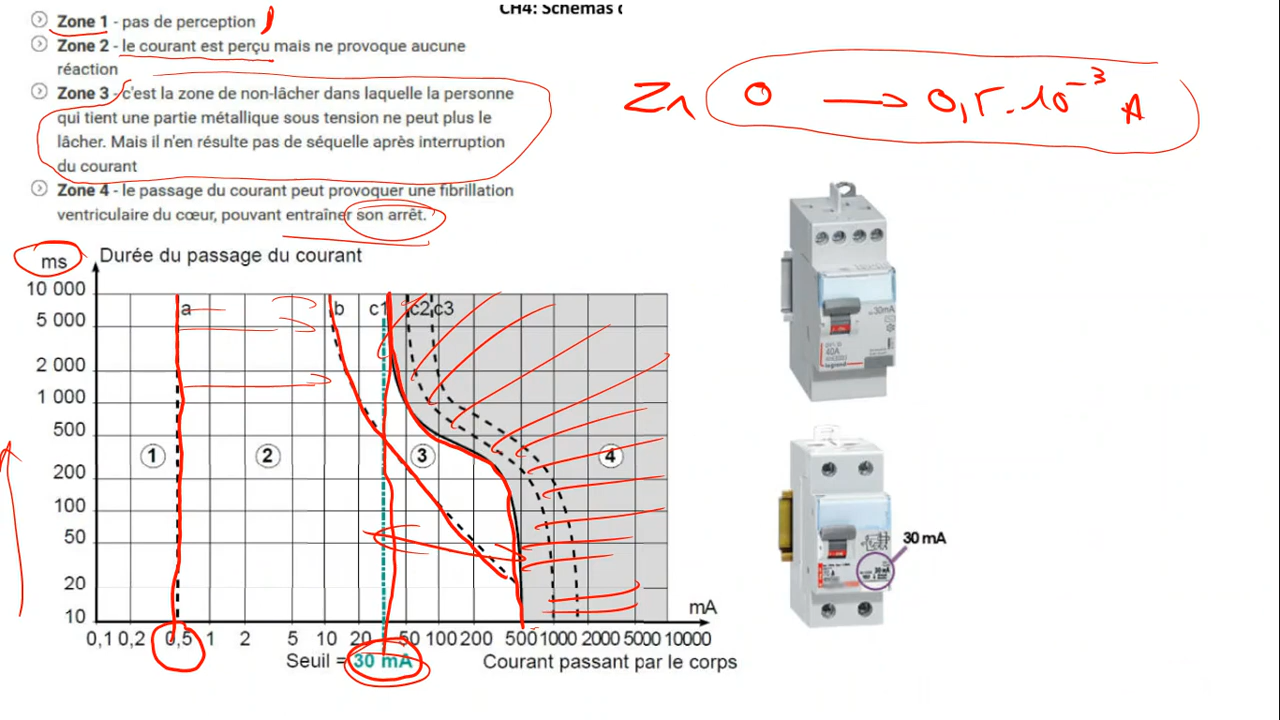 CH4: Schémas d
Zone 1 - pas de perception
Zone 2 - le courant est perçu mais ne provoque aucune
réaction
Zone 3 - c'est la zone de non-lâcher dans laquelle la personne
qui tient une partie métallique sous tension ne peut plus le
lâcher. Mais il n'en résulte pas de séquelle après interruption
du courant
Zone 4 - le passage du courant peut provoquer une fibrillation
ventriculaire du cœur, pouvant entraîner son arrêt.
Z1 0 → 0,5.10⁻³ A
ms Durée du passage du courant
10 000
5 000
2 000
1 000
500
200
100
50
20
10
a b c1 c2 c3
1 2 3 4
mA
0,1 0,2 0,5 1 2 5 10 20 50 100 200 500 1000 2000 5000 10000
Seuil = 30 mA Courant passant par le corps
30mA
40A
legrand
30 mA
30 mA